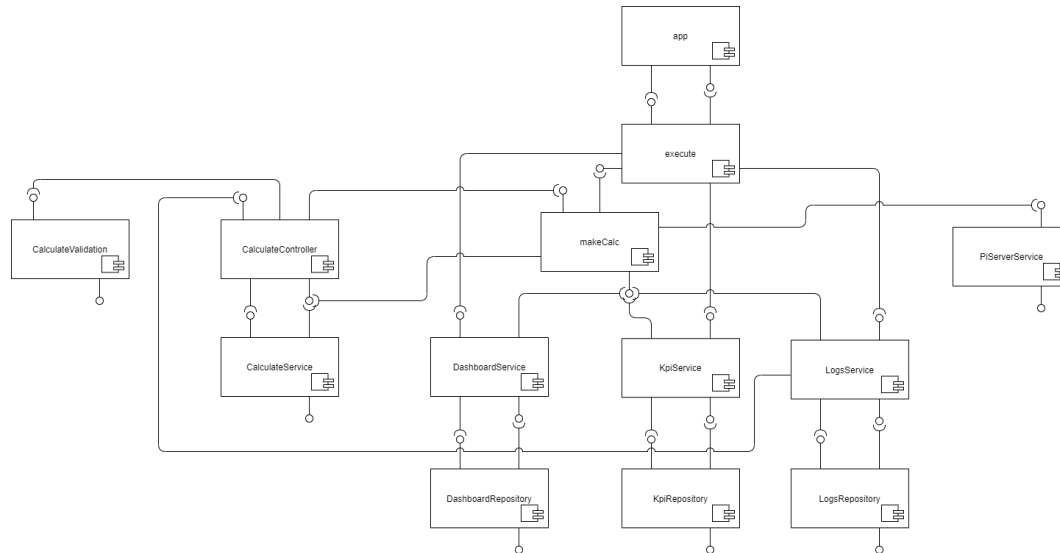 app
execute
CalculateValidation
CalculateController
makeCalc
PiServerService
CalculateService
DashboardService
KpiService
LogsService
DashboardRepository
KpiRepository
LogsRepository